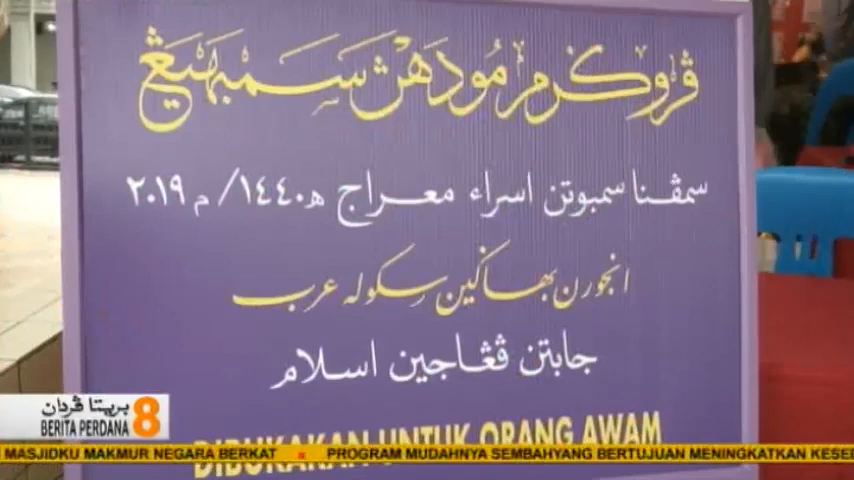 ڤروݢرم مودهڽ سمبهيڠ
سمڤنا سمبوتن اسراء معراج ١٤٤٠ه/ ٢٠١٩م
انجورن بهاݢين سکوله عرب
جابتن ڤڠاجين اسلام
DIBUKAKAN UNTUK ORANG AWAM
بريتا ڤردان
BERITA PERDANA 8
MASJIDKU MAKMUR NEGARA BERKAT ▪ PROGRAM MUDAHNYA SEMBAHYANG BERTUJUAN MENINGKATKAN